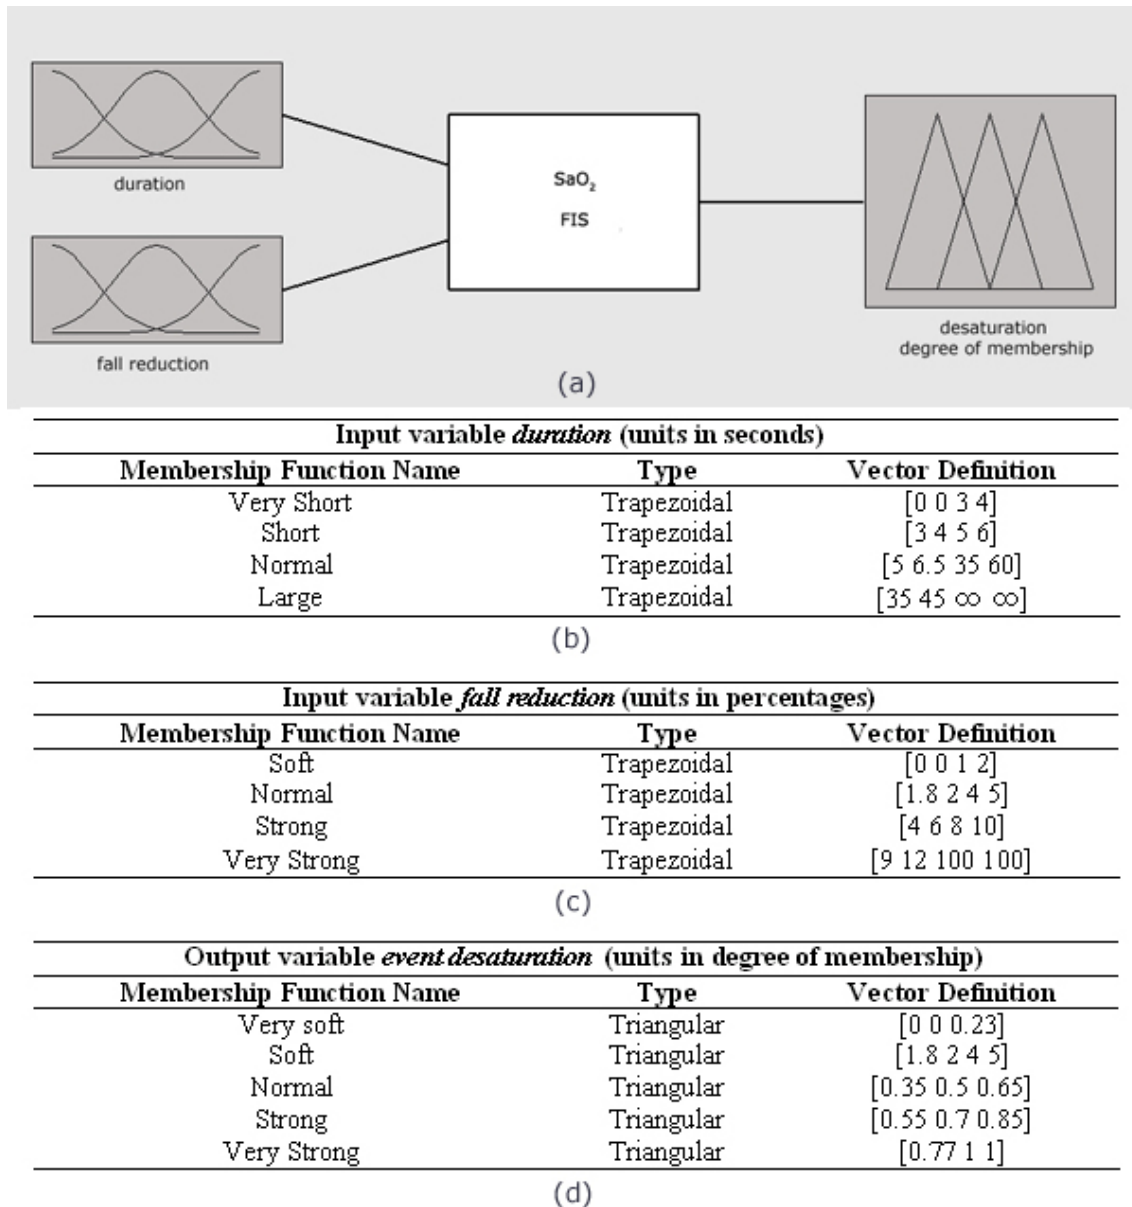 duration
fall reduction
SaO₂
FIS
desaturation
degree of membership
(a)
Input variable duration (units in seconds)
Membership Function Name Type Vector Definition
Very Short Trapezoidal [0 0 3 4]
Short Trapezoidal [3 4 5 6]
Normal Trapezoidal [5 6.5 35 60]
Large Trapezoidal [35 45 ∞ ∞]
(b)
Input variable fall reduction (units in percentages)
Membership Function Name Type Vector Definition
Soft Trapezoidal [0 0 1 2]
Normal Trapezoidal [1.8 2 4 5]
Strong Trapezoidal [4 6 8 10]
Very Strong Trapezoidal [9 12 100 100]
(c)
Output variable event desaturation (units in degree of membership)
Membership Function Name Type Vector Definition
Very soft Triangular [0 0 0.23]
Soft Triangular [1.8 2 4 5]
Normal Triangular [0.35 0.5 0.65]
Strong Triangular [0.55 0.7 0.85]
Very Strong Triangular [0.77 1 1]
(d)